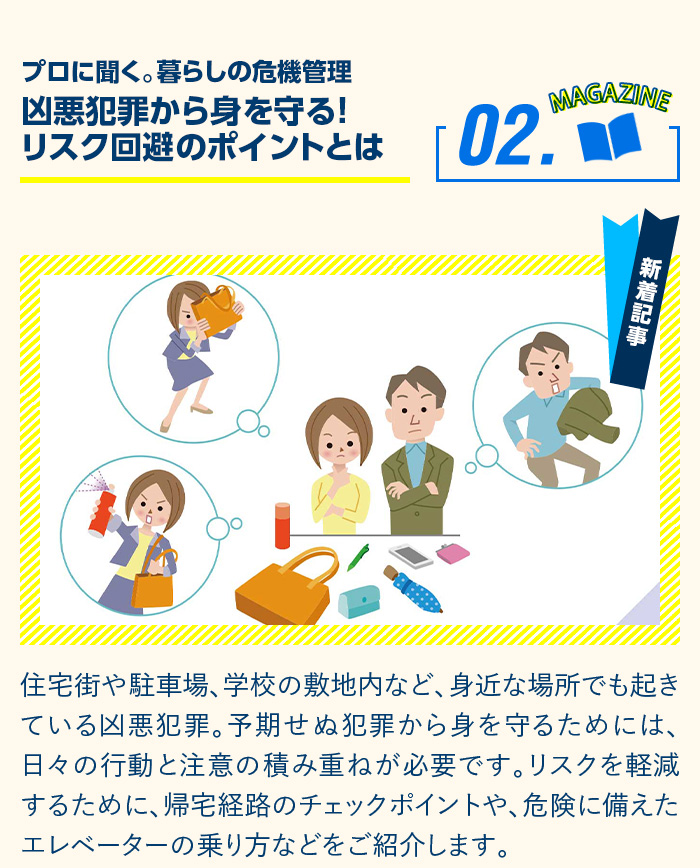 プロに聞く。暮らしの危機管理
凶悪犯罪から身を守る!
リスク回避のポイントとは
02.
MAGAZINE
新着記事
住宅街や駐車場、学校の敷地内など、身近な場所でも起き
ている凶悪犯罪。予期せぬ犯罪から身を守るためには、
日々の行動と注意の積み重ねが必要です。リスクを軽減
するために、帰宅経路のチェックポイントや、危険に備えた
エレベーターの乗り方などをご紹介します。